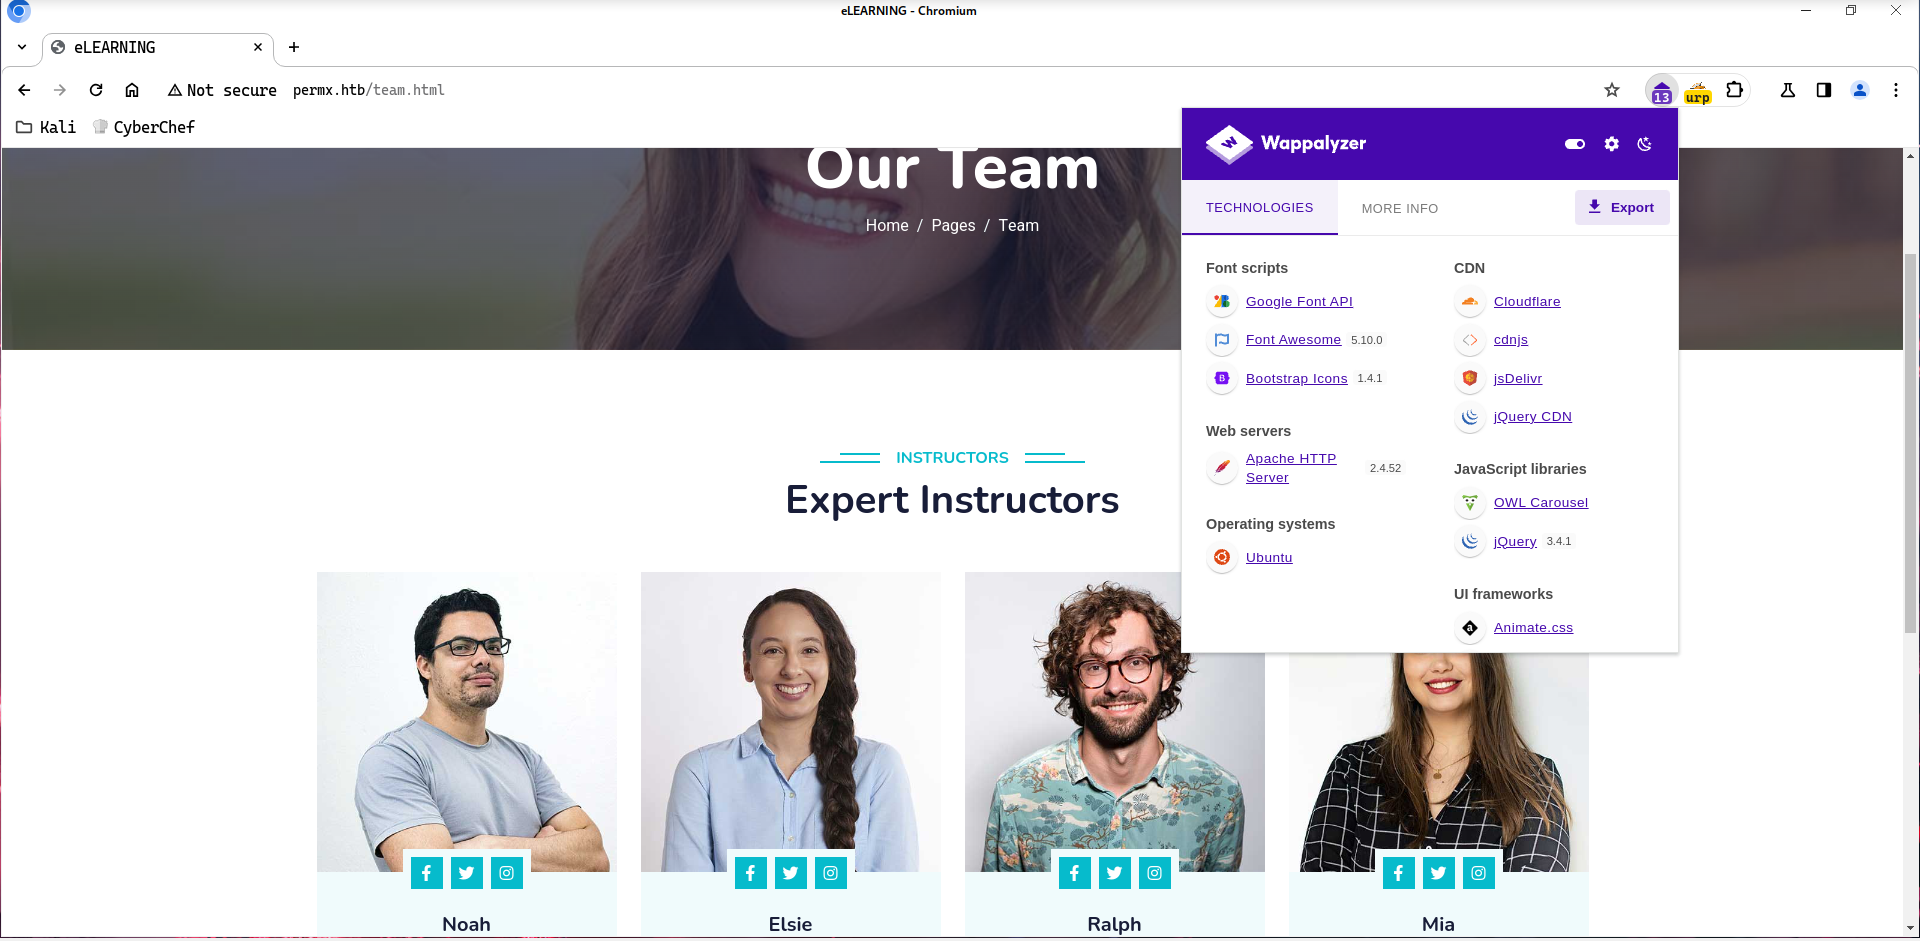 eLEARNING - Chromium
eLEARNING
Not secure permx.htb/team.html
13
urp
Kali CyberChef
Wappalyzer
TECHNOLOGIES MORE INFO Export
Our Team
Home / Pages / Team
Font scripts
Google Font API
Font Awesome 5.10.0
Bootstrap Icons 1.4.1
Web servers
Apache HTTP
Server 2.4.52
Operating systems
Ubuntu
CDN
Cloudflare
cdnjs
jsDelivr
jQuery CDN
JavaScript libraries
OWL Carousel
jQuery 3.4.1
UI frameworks
Animate.css
INSTRUCTORS
Expert Instructors
Noah
Elsie
Ralph
Mia